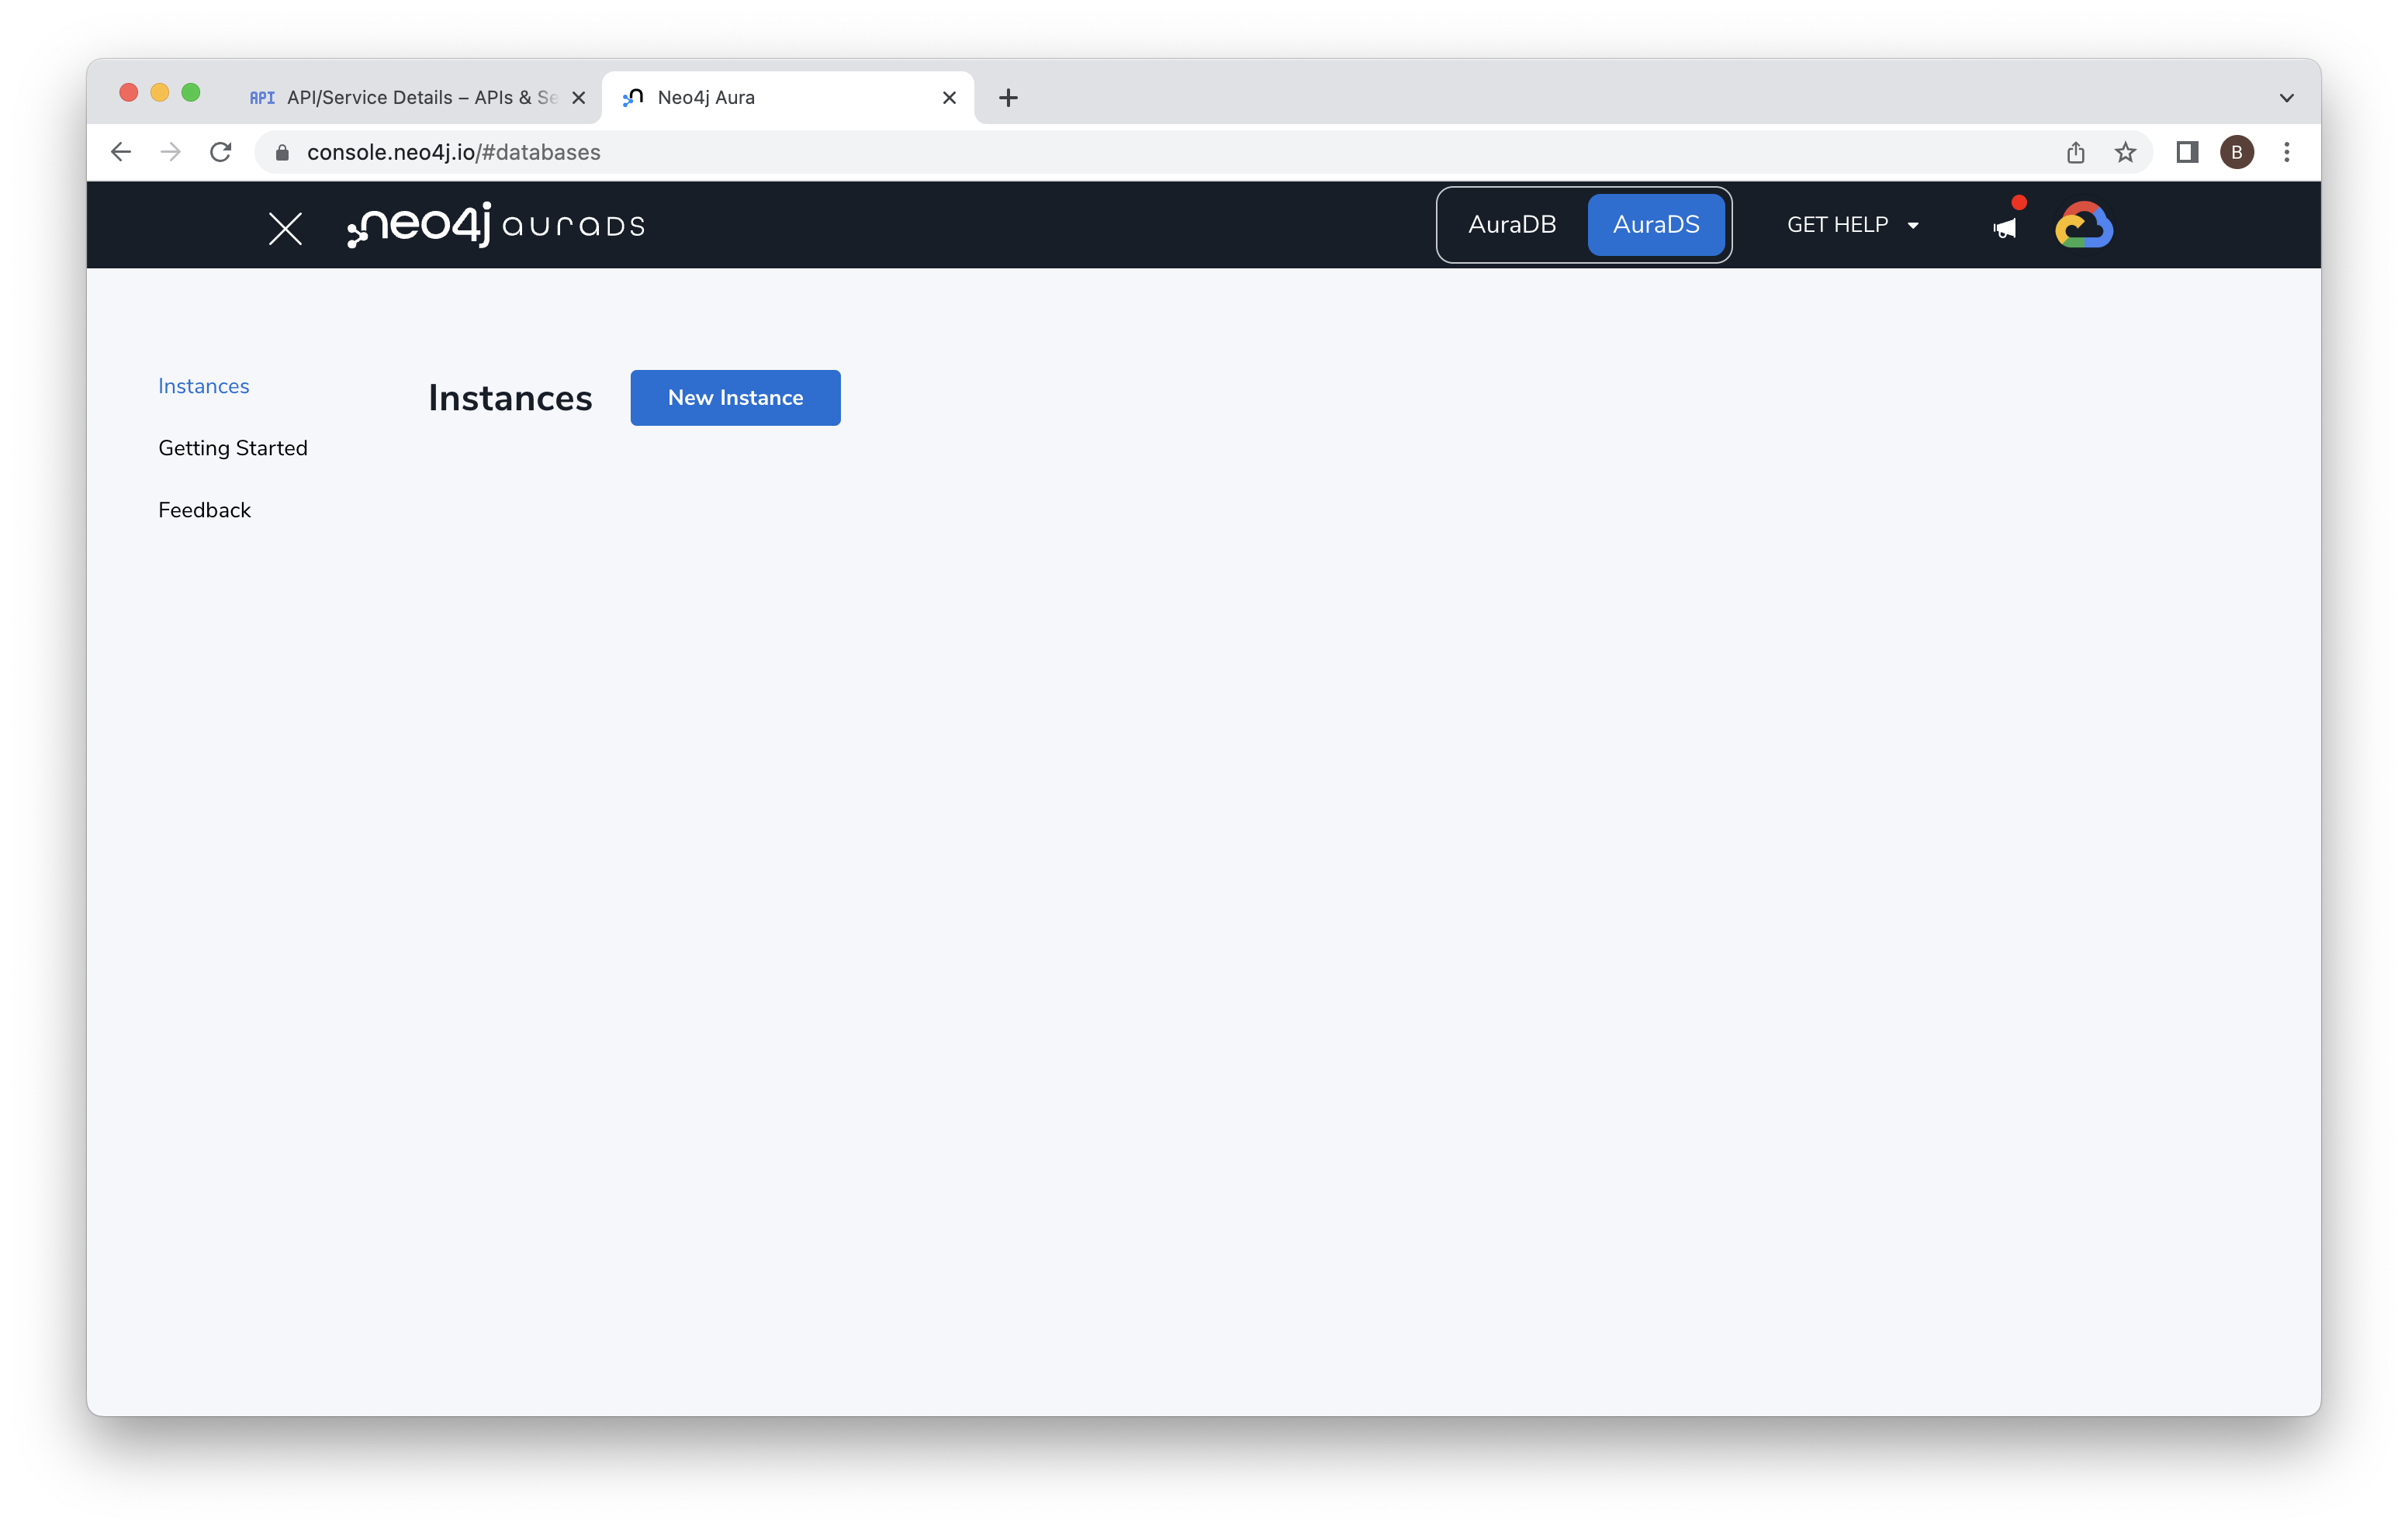 API API/Service Details – APIs & Se
Neo4j Aura
console.neo4j.io/#databases
B
neo4j auraDS
AuraDB
AuraDS
GET HELP
Instances
Getting Started
Feedback
Instances
New Instance